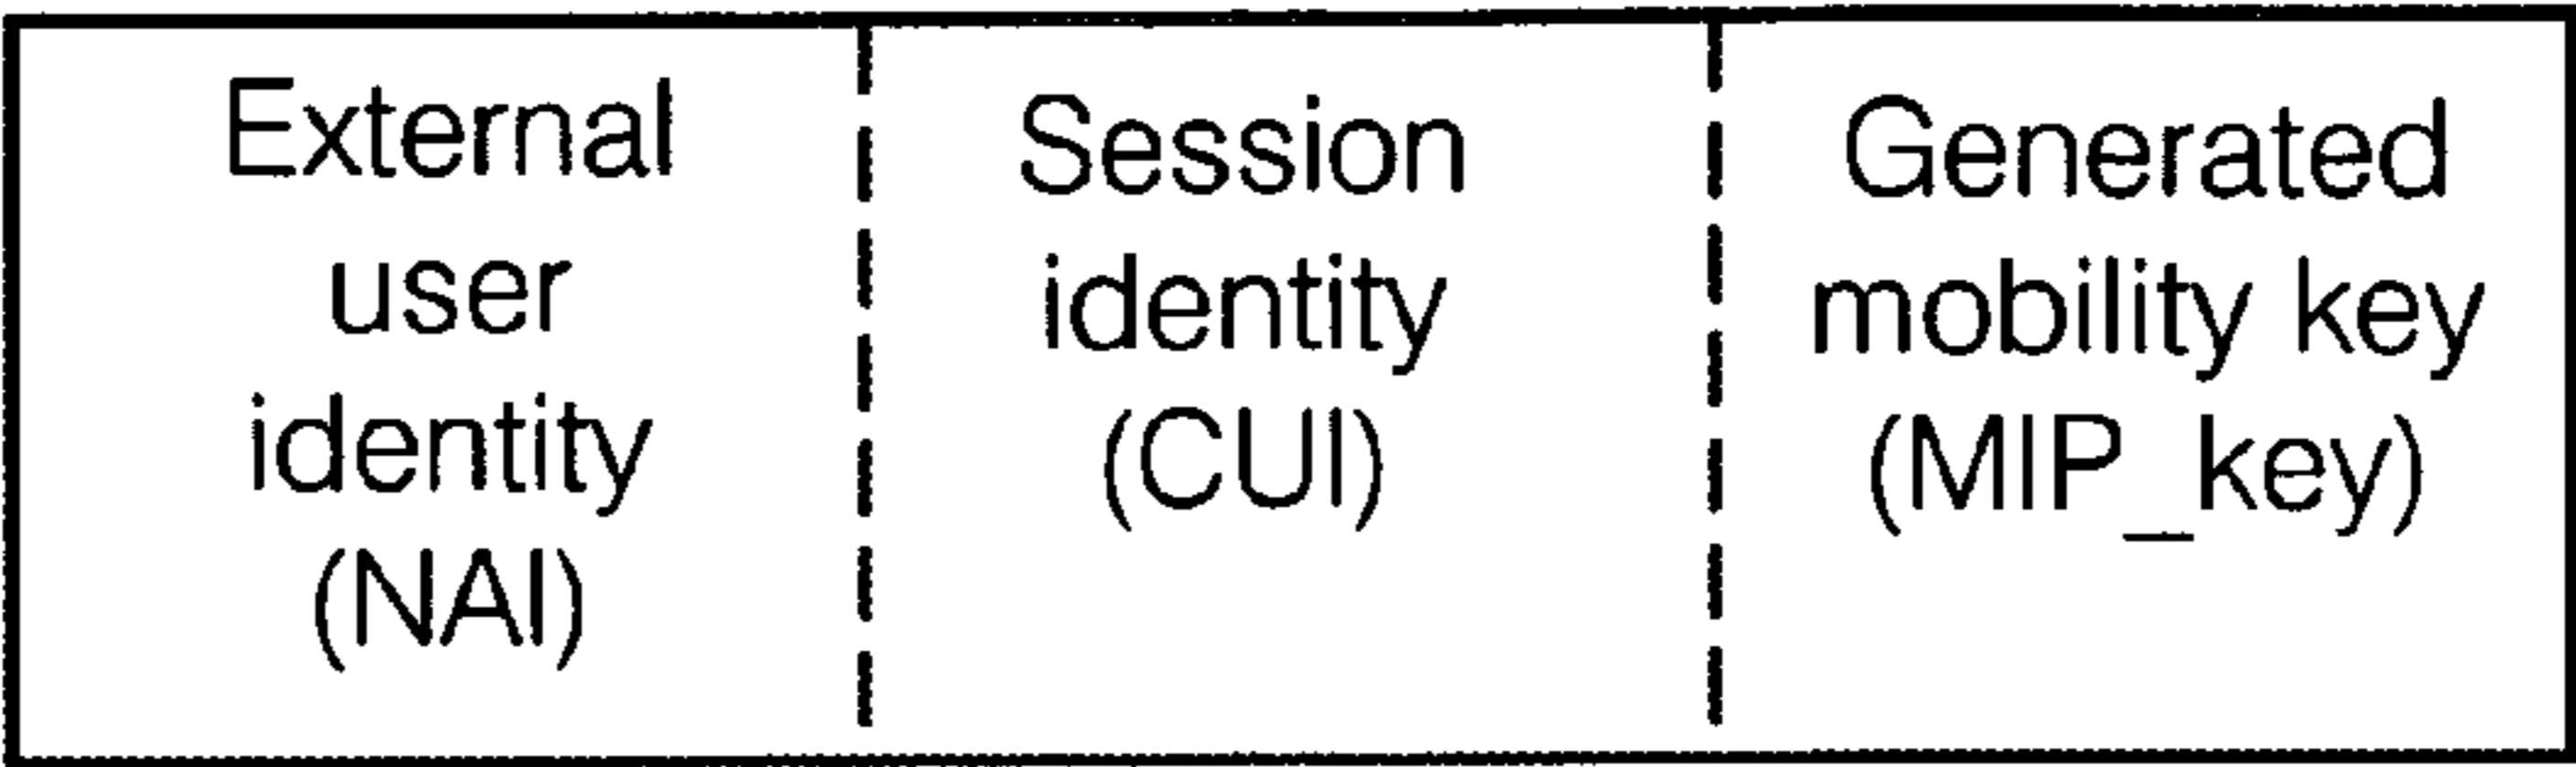 External
user
identity
(NAI)
Session
identity
(CUI)
Generated
mobility key
(MIP_key)